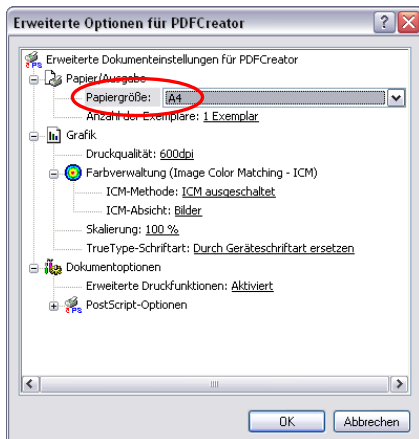 Erweiterte Optionen für PDFCreator
Erweiterte Dokumenteinstellungen für PDFCreator
Papier/Ausgabe
Papiergröße: A4
Anzahl der Exemplare: 1 Exemplar
Grafik
Druckqualität: 600dpi
Farbverwaltung (Image Color Matching - ICM)
ICM-Methode: ICM ausgeschaltet
ICM-Absicht: Bilder
Skalierung: 100 %
TrueType-Schriftart: Durch Geräteschriftart ersetzen
Dokumentoptionen
Erweiterte Druckfunktionen: Aktiviert
PostScript-Optionen
OK Abbrechen